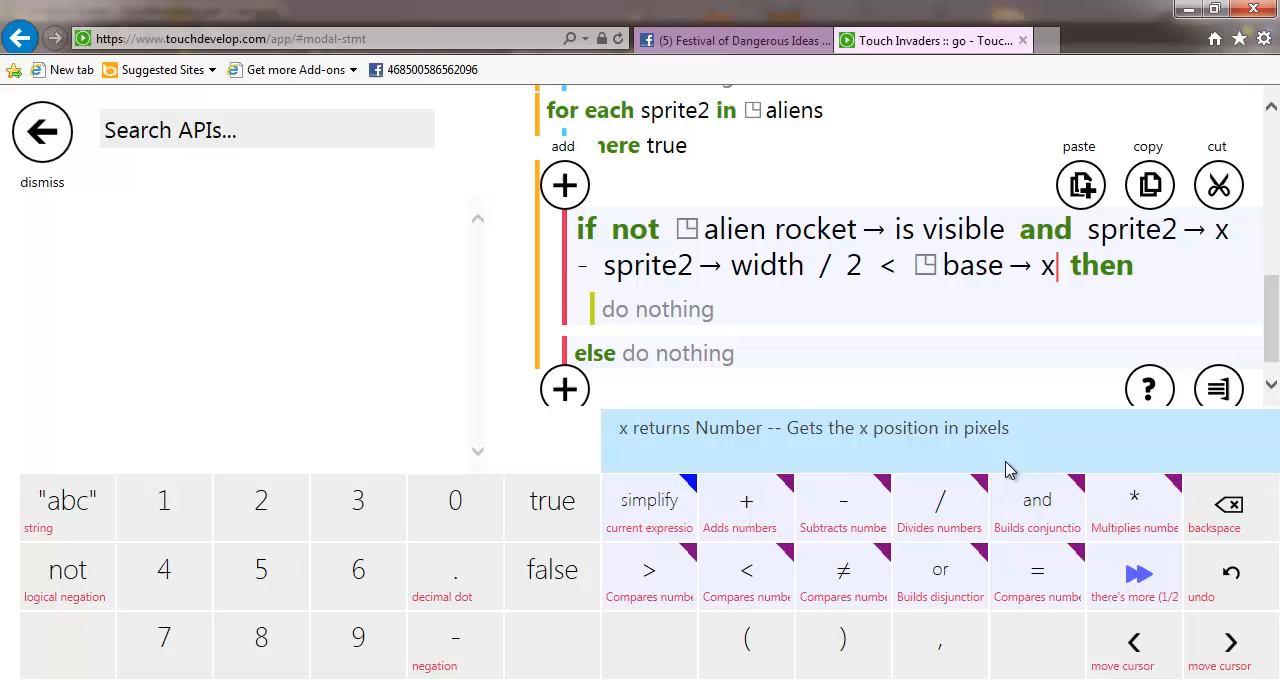 https://www.touchdevelop.com/app/#modal-stmt
(5) Festival of Dangerous Ideas ...
Touch Invaders :: go - Touc...
New tab
Suggested Sites
Get more Add-ons
468500586562096
dismiss
Search APIs...
for each sprite2 in aliens
here true
add
paste
copy
cut
if not alien rocket → is visible and sprite2 → x
- sprite2 → width / 2 < base → x then
do nothing
else do nothing
?
x returns Number -- Gets the x position in pixels
"abc" 1 2 3 0 true simplify + - / and *
string current expressio Adds numbers Subtracts numbe Divides numbers Builds conjunctio Multiplies numbe backspace
not 4 5 6 . false > < ≠ or =
logical negation decimal dot Compares numbe Compares numbe Compares numbe Builds disjunctior Compares numbe there's more (1/2 undo
7 8 9 - ( ) ,
negation move cursor move cursor